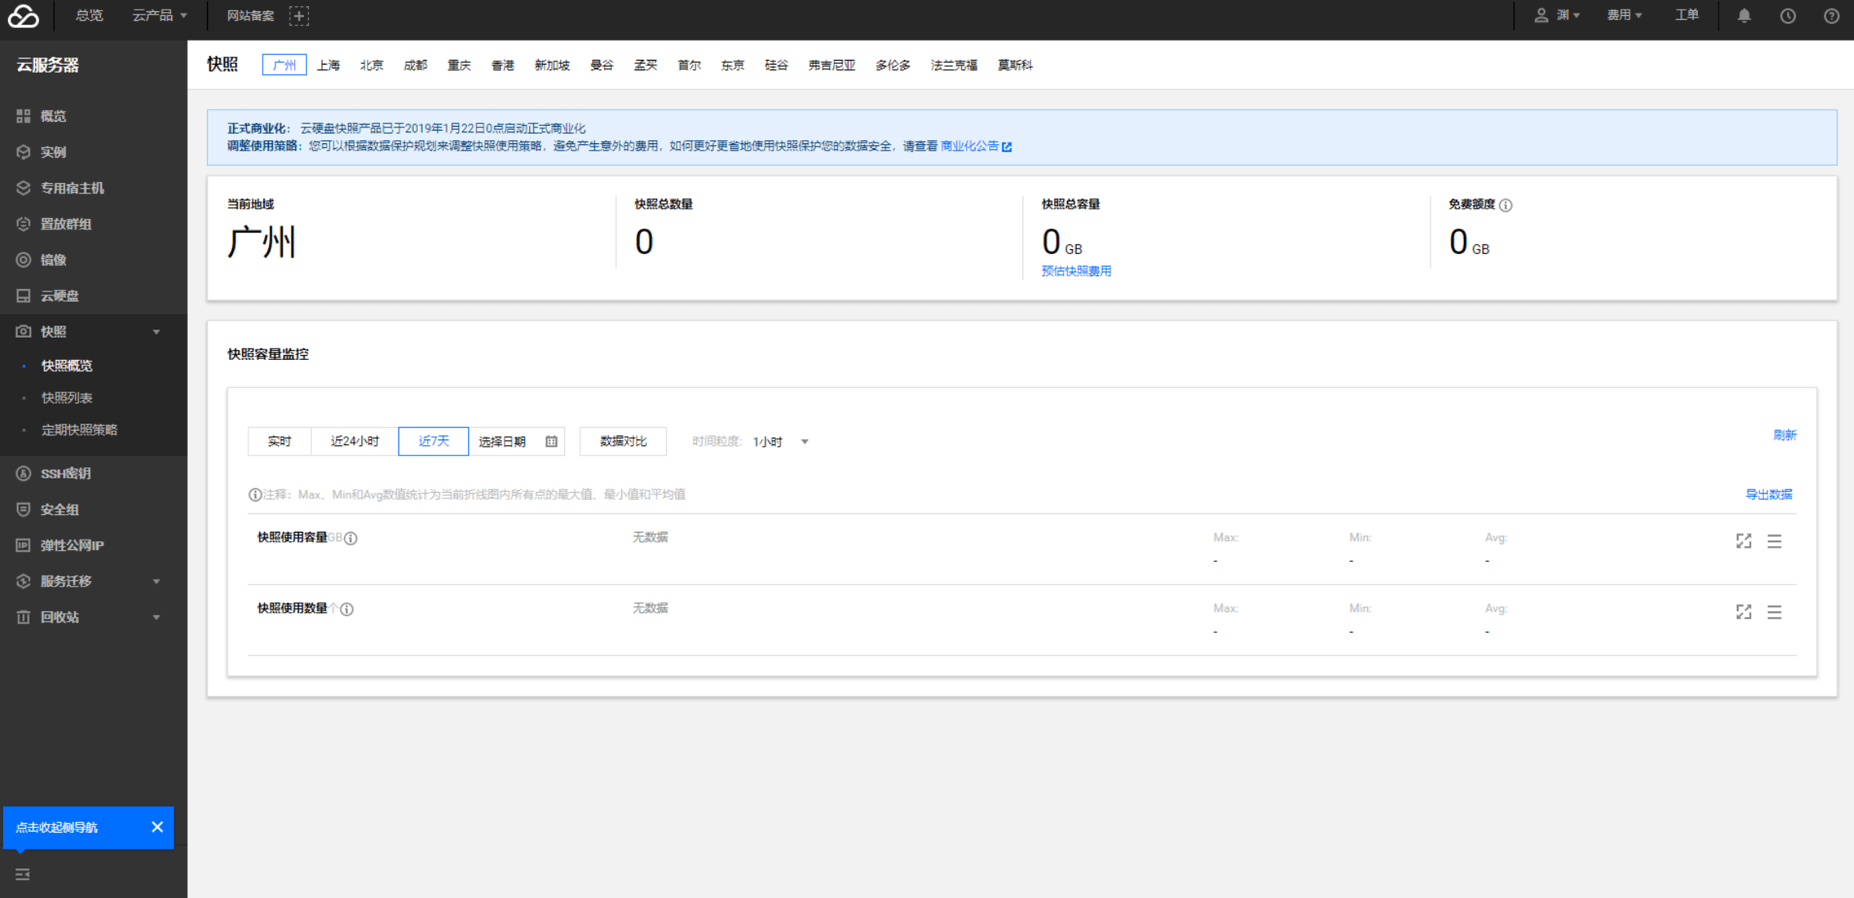 总览 云产品 网站备案 渊 费用 工单
云服务器
概览
实例
专用宿主机
置放群组
镜像
云硬盘
快照
快照概览
快照列表
定期快照策略
SSH密钥
安全组
弹性公网IP
服务迁移
回收站
点击收起侧导航
快照 广州 上海 北京 成都 重庆 香港 新加坡 曼谷 孟买 首尔 东京 硅谷 弗吉尼亚 多伦多 法兰克福 莫斯科
正式商业化： 云硬盘快照产品已于2019年1月22日0点启动正式商业化
调整使用策略：您可以根据数据保护规划来调整快照使用策略，避免产生意外的费用，如何更好更省地使用快照保护您的数据安全，请查看 商业化公告
当前地域 快照总数量 快照总容量 免费额度
广州 0 0 GB 0 GB
预估快照费用
快照容量监控
实时 近24小时 近7天 选择日期 数据对比 时间粒度: 1小时 刷新
注释：Max、Min和Avg数值统计为当前折线图内所有点的最大值、最小值和平均值 导出数据
快照使用容量GB 无数据 Max: Min: Avg:
- - -
快照使用数量个 无数据 Max: Min: Avg:
- - -